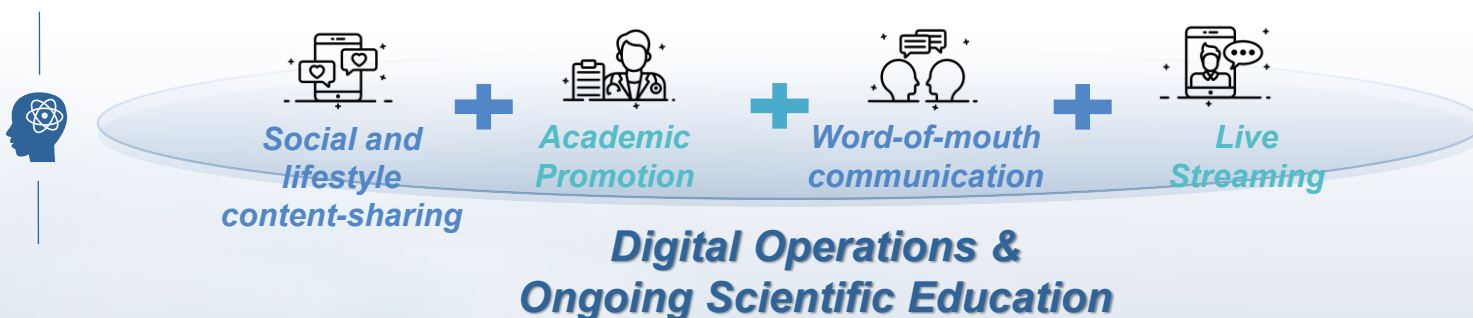 Social and
lifestyle
content-sharing
Academic
Promotion
Word-of-mouth
communication
Live
Streaming
Digital Operations &
Ongoing Scientific Education